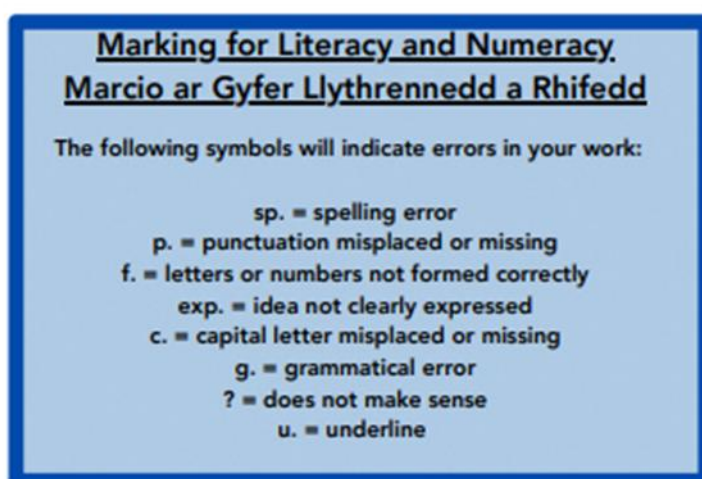 Marking for Literacy and Numeracy
Marcio ar Gyfer Llythrennedd a Rhifedd
The following symbols will indicate errors in your work:
sp. = spelling error
p. = punctuation misplaced or missing
f. = letters or numbers not formed correctly
exp. = idea not clearly expressed
c. = capital letter misplaced or missing
g. = grammatical error
? = does not make sense
u. = underline